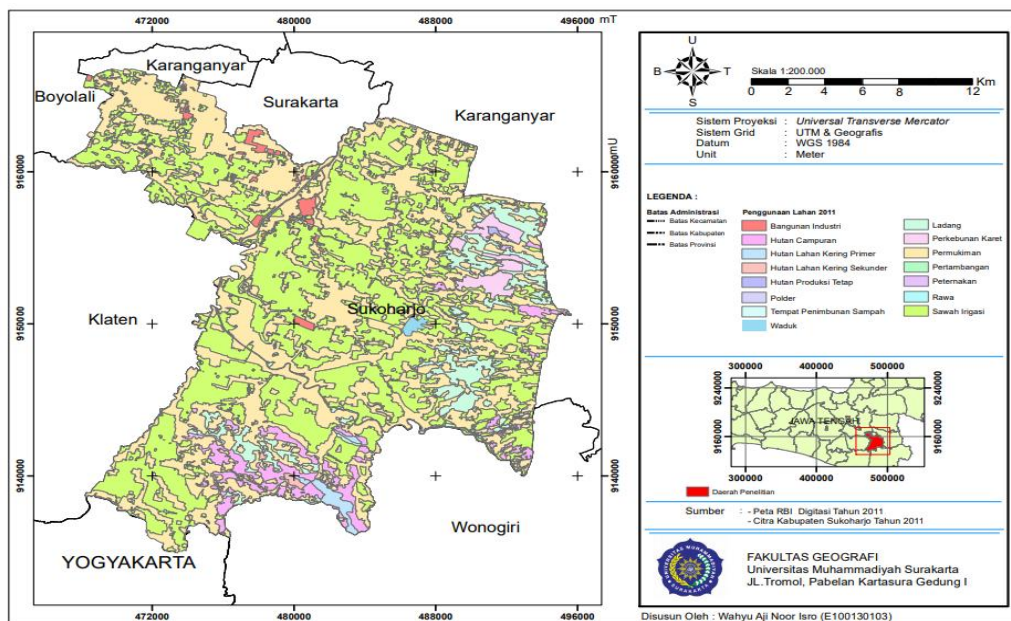 472000 480000 488000 496000 mT
Karanganyar
Boyolali
Surakarta
Karanganyar
9160000 9160000 mU
Sukoharjo
Klaten
9150000 9150000
9140000 9140000
Wonogiri
YOGYAKARTA
472000 480000 488000 496000
U
B T
S
Skala 1:200.000
Km
0 2 4 6 8 12
Sistem Proyeksi : Universal Transverse Mercator
Sistem Grid : UTM & Geografis
Datum : WGS 1984
Unit : Meter
LEGENDA :
Batas Administrasi
Batas Kecamatan
Batas Kabupaten
Batas Provinsi
Penggunaan Lahan 2011
Bangunan Industri
Hutan Campuran
Hutan Lahan Kering Primer
Hutan Lahan Kering Sekunder
Hutan Produksi Tetap
Polder
Tempat Penimbunan Sampah
Waduk
Ladang
Perkebunan Karet
Permukiman
Pertambangan
Peternakan
Rawa
Sawah Irigasi
300000 400000 500000
9240000 9240000
JAWA TENGAH
9160000 9160000
300000 400000 500000
Daerah Penelitian
Sumber : - Peta RBI Digitasi Tahun 2011
- Citra Kabupaten Sukoharjo Tahun 2011
FAKULTAS GEOGRAFI
Universitas Muhammadiyah Surakarta
JL.Tromol, Pabelan Kartasura Gedung I
Disusun Oleh : Wahyu Aji Noor Isro (E100130103)